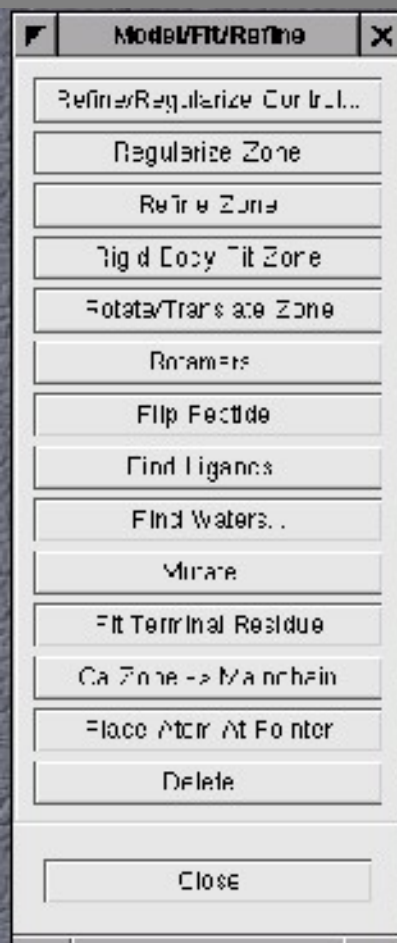 Model/Fit/Refine
Refine/Regularize Control...
Regularize Zone
Refine Zone
Rigid Body Fit Zone
Rotate/Translate Zone
Rotamers
Flip Peptide
Find Ligands
Find Waters...
Mutate
Fit Terminal Residue
Ca Zone -> Mainchain
Place Atom At Pointer
Delete
Close